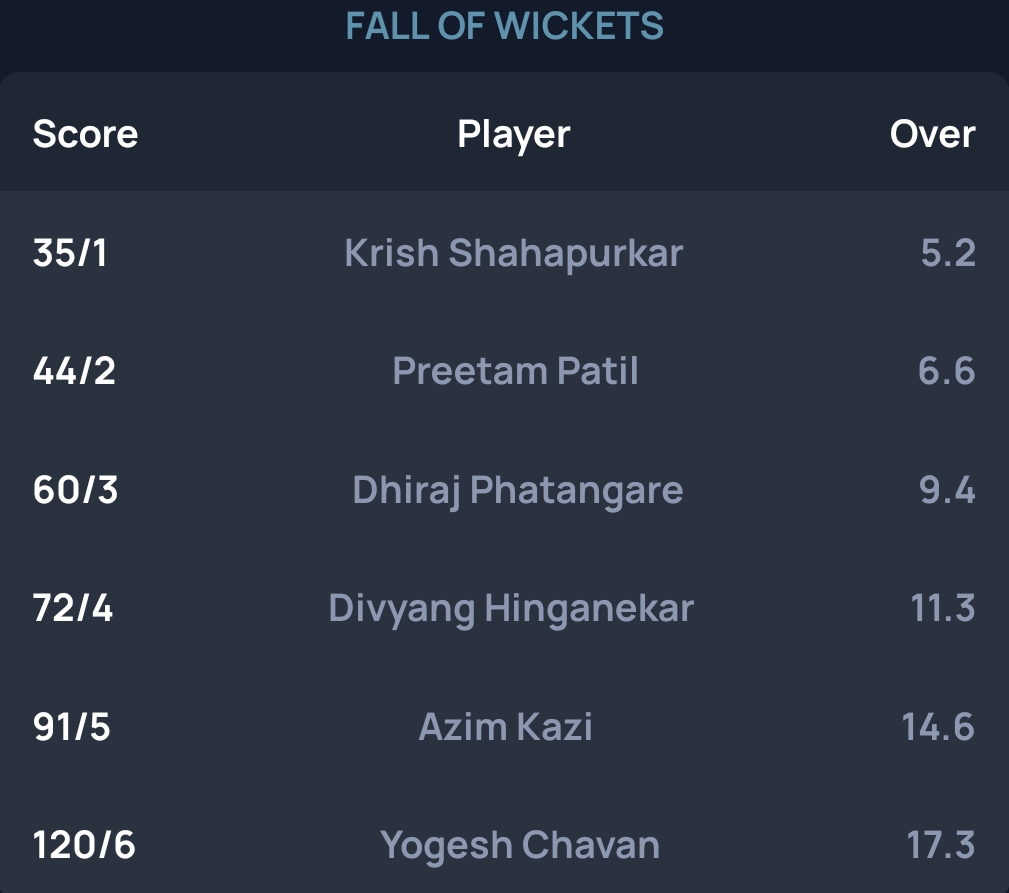 FALL OF WICKETS
Score Player Over
35/1 Krish Shahapurkar 5.2
44/2 Preetam Patil 6.6
60/3 Dhiraj Phatangare 9.4
72/4 Divyang Hinganekar 11.3
91/5 Azim Kazi 14.6
120/6 Yogesh Chavan 17.3